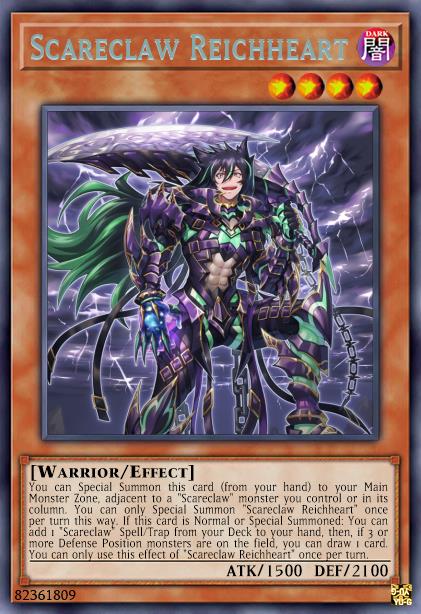 Scareclaw Reichheart
DARK
闇
[Warrior/Effect]
You can Special Summon this card (from your hand) to your Main
Monster Zone, adjacent to a "Scareclaw" monster you control or in its
column. You can only Special Summon "Scareclaw Reichheart" once
per turn this way. If this card is Normal or Special Summoned: You can
add 1 "Scareclaw" Spell/Trap from your Deck to your hand, then, if 3 or
more Defense Position monsters are on the field, you can draw 1 card.
You can only use this effect of "Scareclaw Reichheart" once per turn.
ATK/1500 DEF/2100
82361809